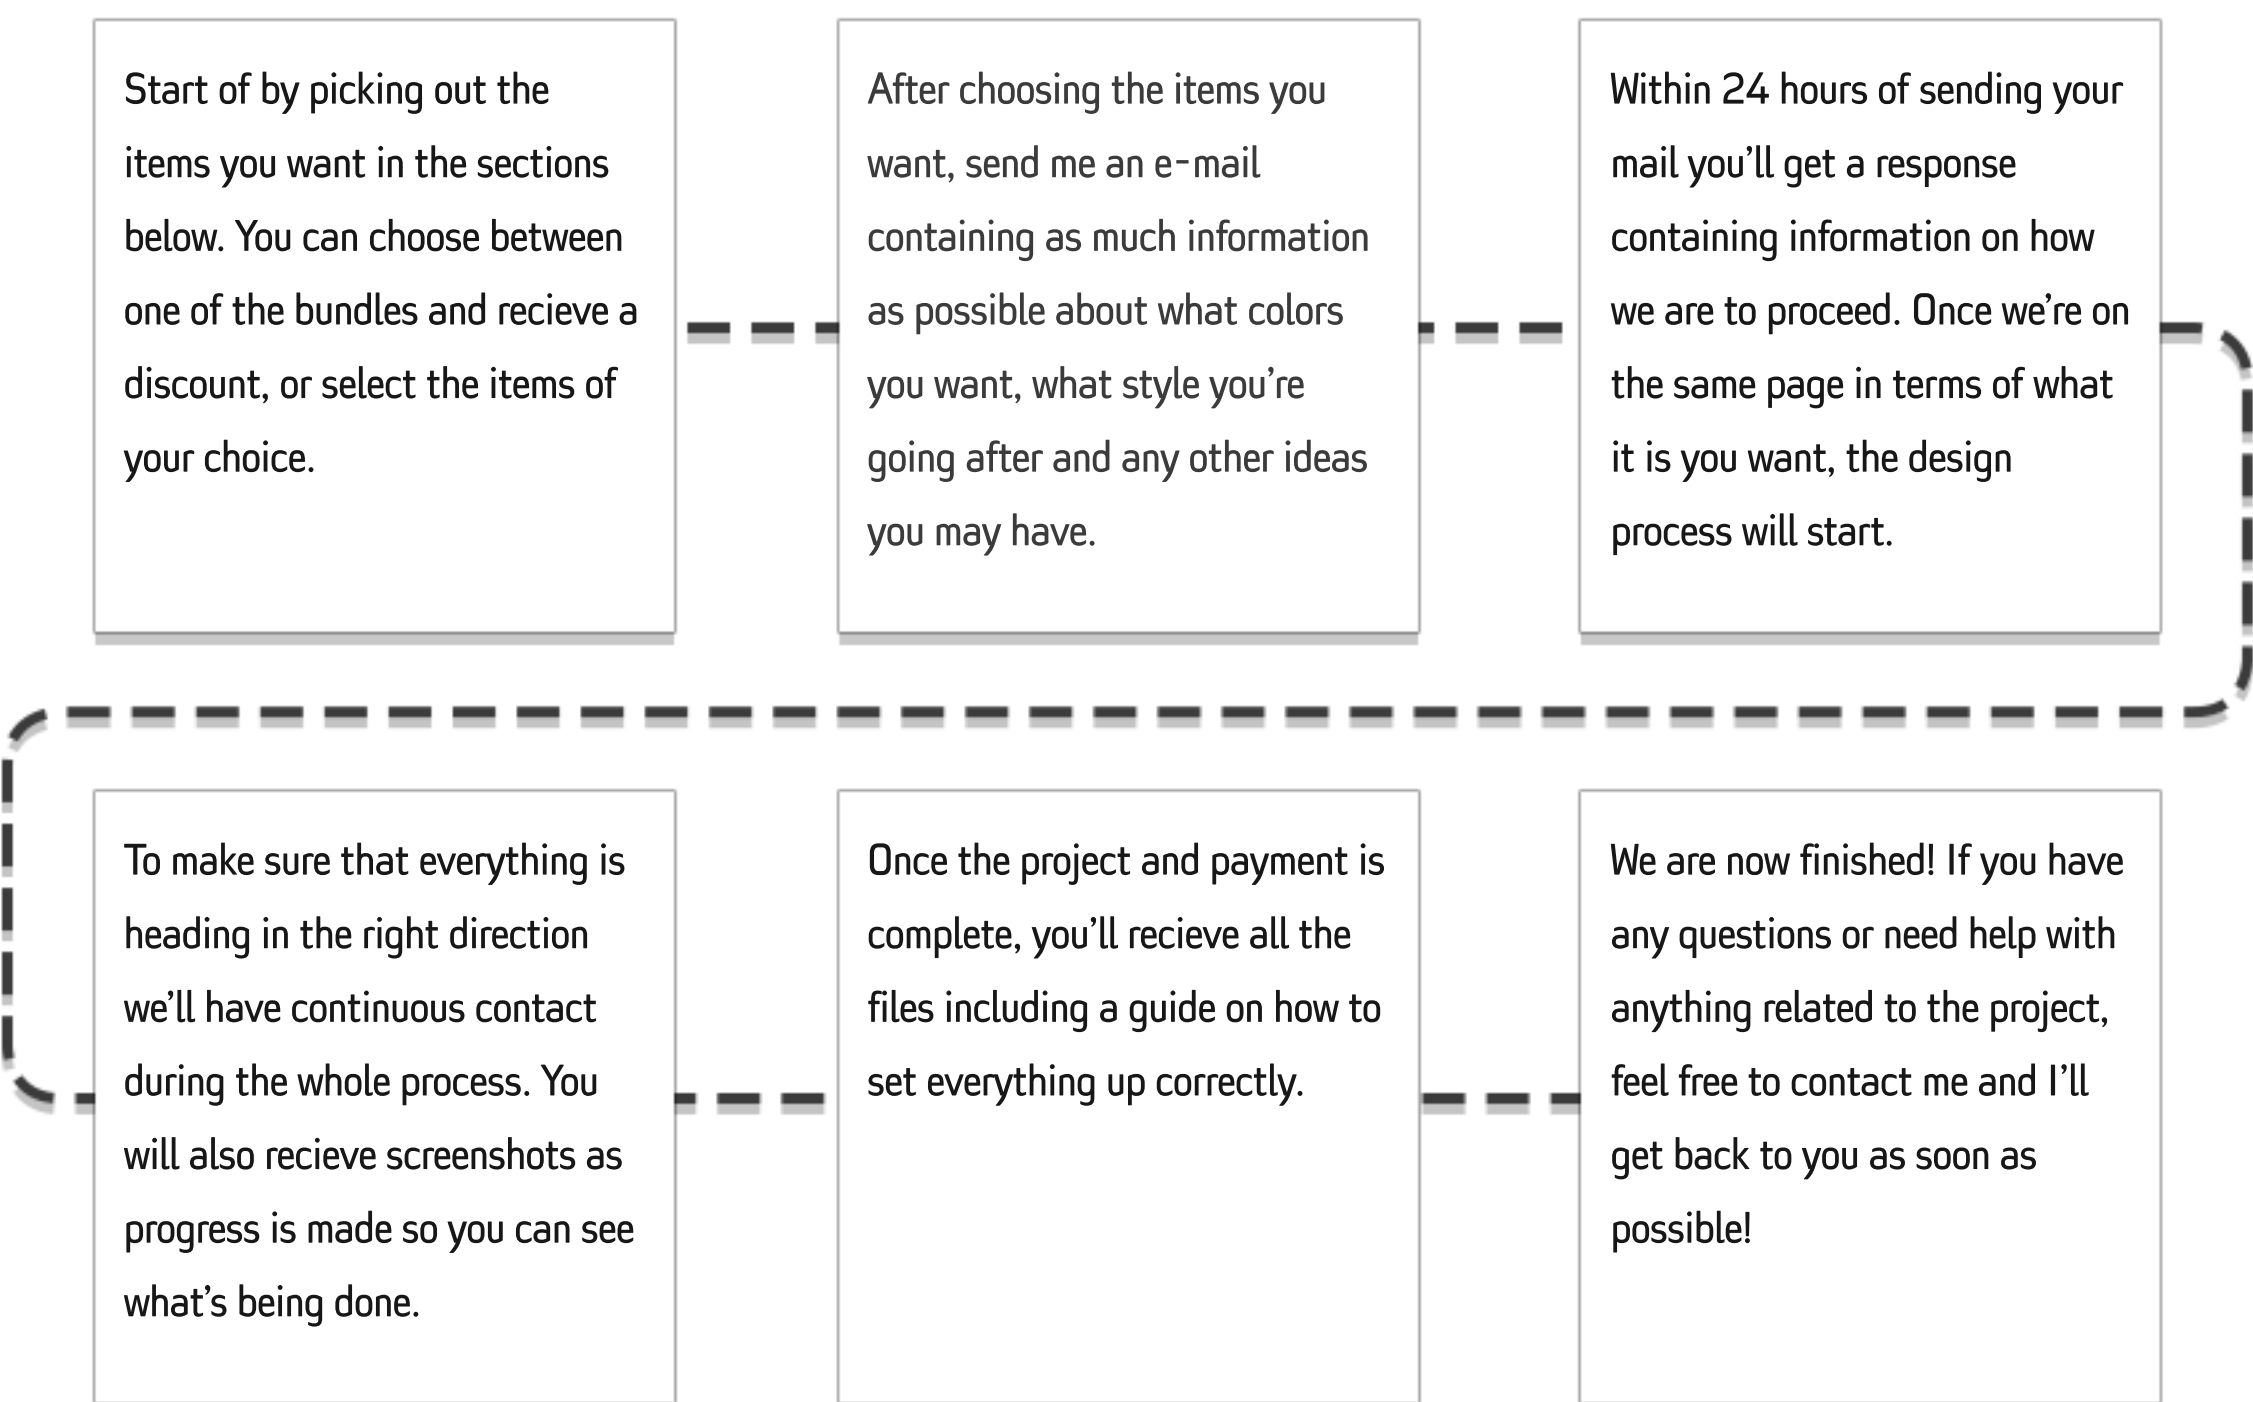 Start of by picking out the
items you want in the sections
below. You can choose between
one of the bundles and recieve a
discount, or select the items of
your choice.
After choosing the items you
want, send me an e-mail
containing as much information
as possible about what colors
you want, what style you're
going after and any other ideas
you may have.
Within 24 hours of sending your
mail you'll get a response
containing information on how
we are to proceed. Once we're on
the same page in terms of what
it is you want, the design
process will start.
To make sure that everything is
heading in the right direction
we'll have continuous contact
during the whole process. You
will also recieve screenshots as
progress is made so you can see
what's being done.
Once the project and payment is
complete, you'll recieve all the
files including a guide on how to
set everything up correctly.
We are now finished! If you have
any questions or need help with
anything related to the project,
feel free to contact me and I'll
get back to you as soon as
possible!